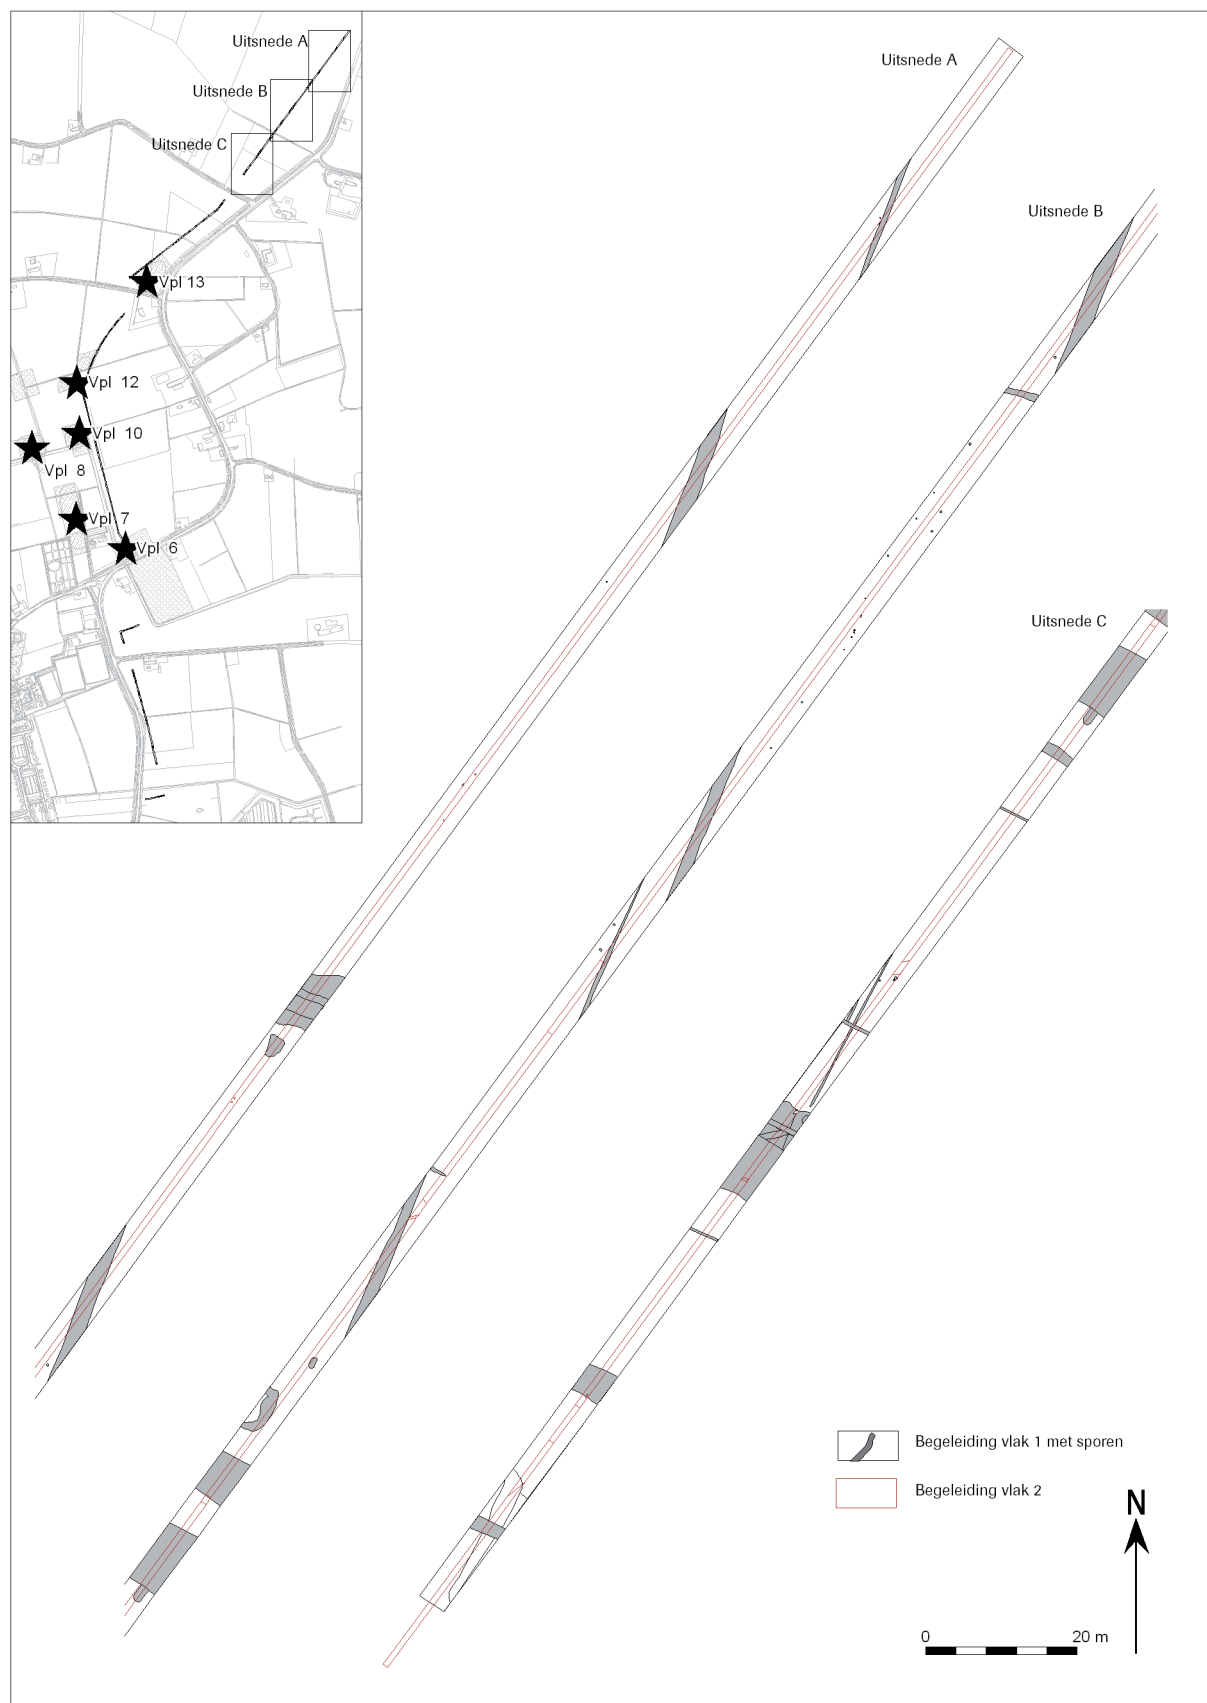 Uitsnede A
Uitsnede B
Uitsnede C
Vpl 13
Vpl 12
Vpl 10
Vpl 8
Vpl 7
Vpl 6
Uitsnede A
Uitsnede B
Uitsnede C
Begeleiding vlak 1 met sporen
Begeleiding vlak 2
N
0 20 m